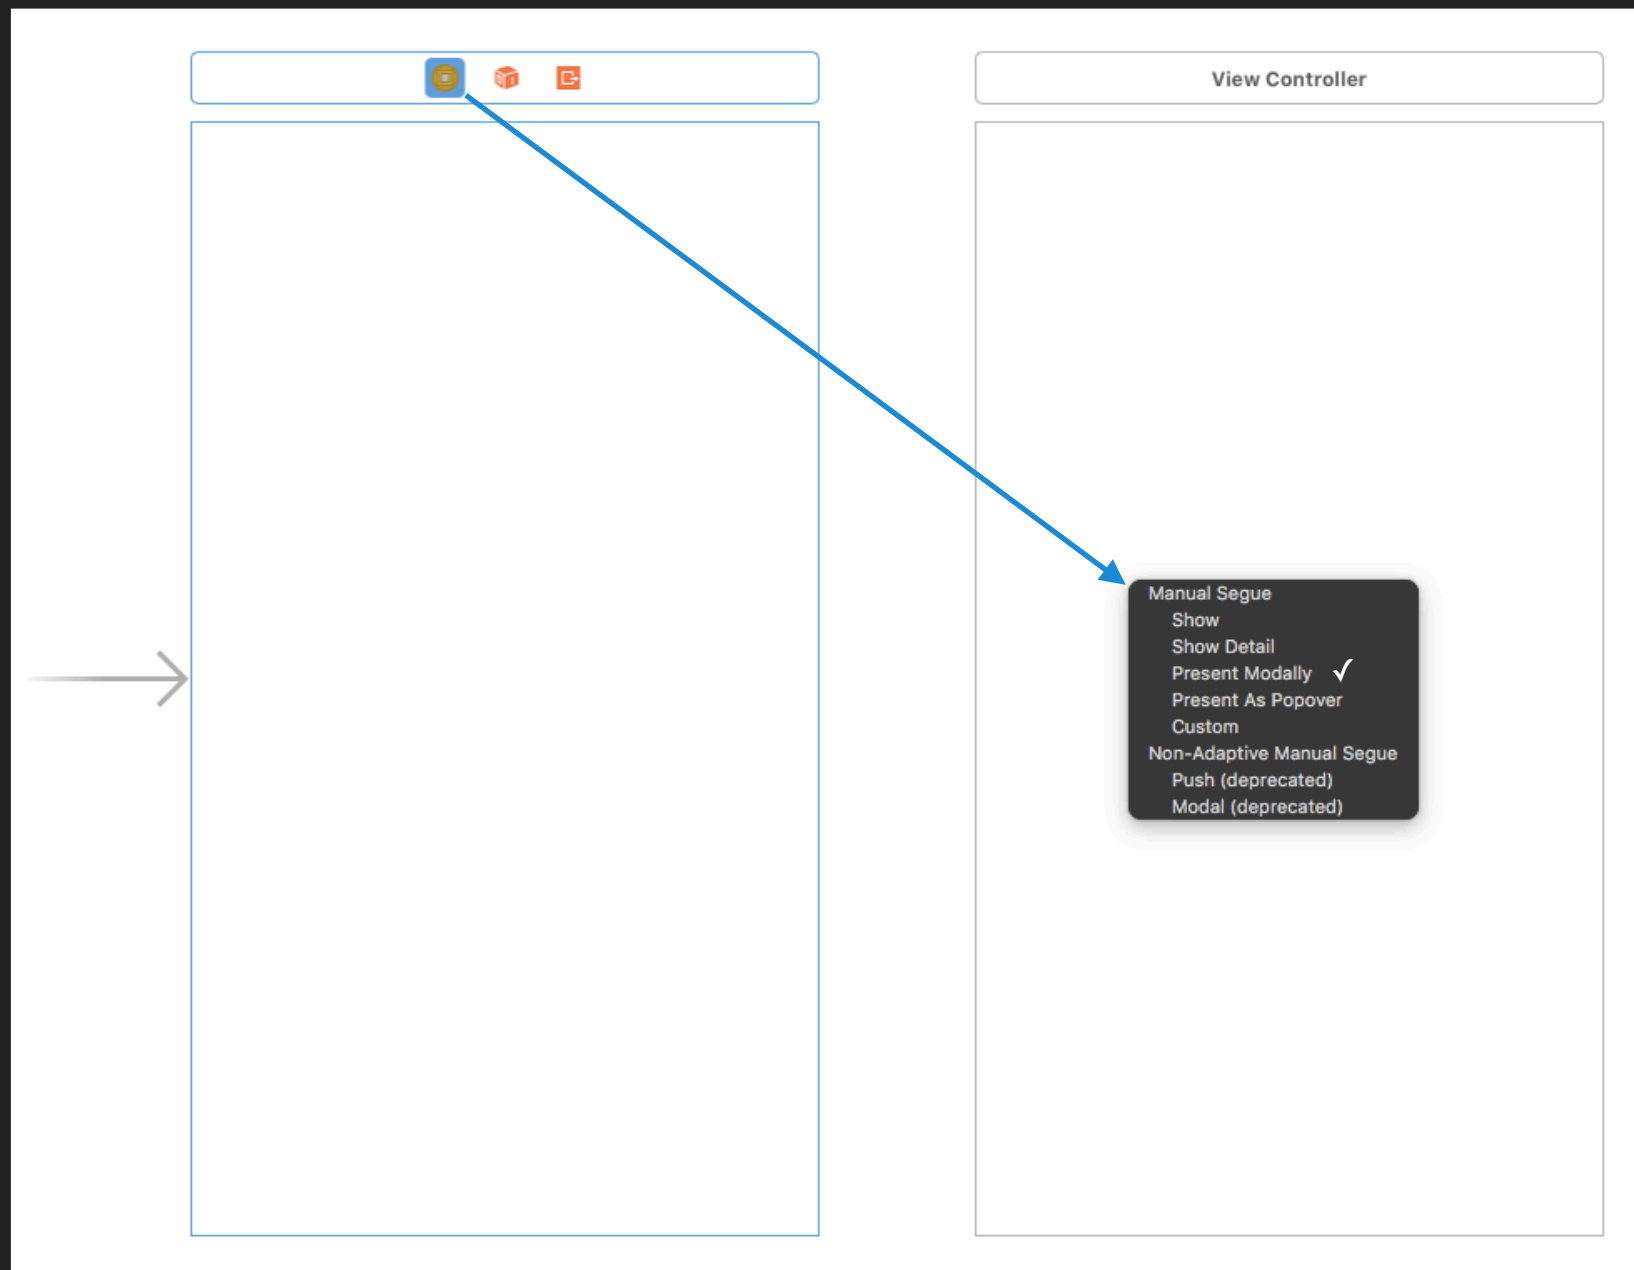 View Controller
Manual Segue
Show
Show Detail
Present Modally ✓
Present As Popover
Custom
Non-Adaptive Manual Segue
Push (deprecated)
Modal (deprecated)